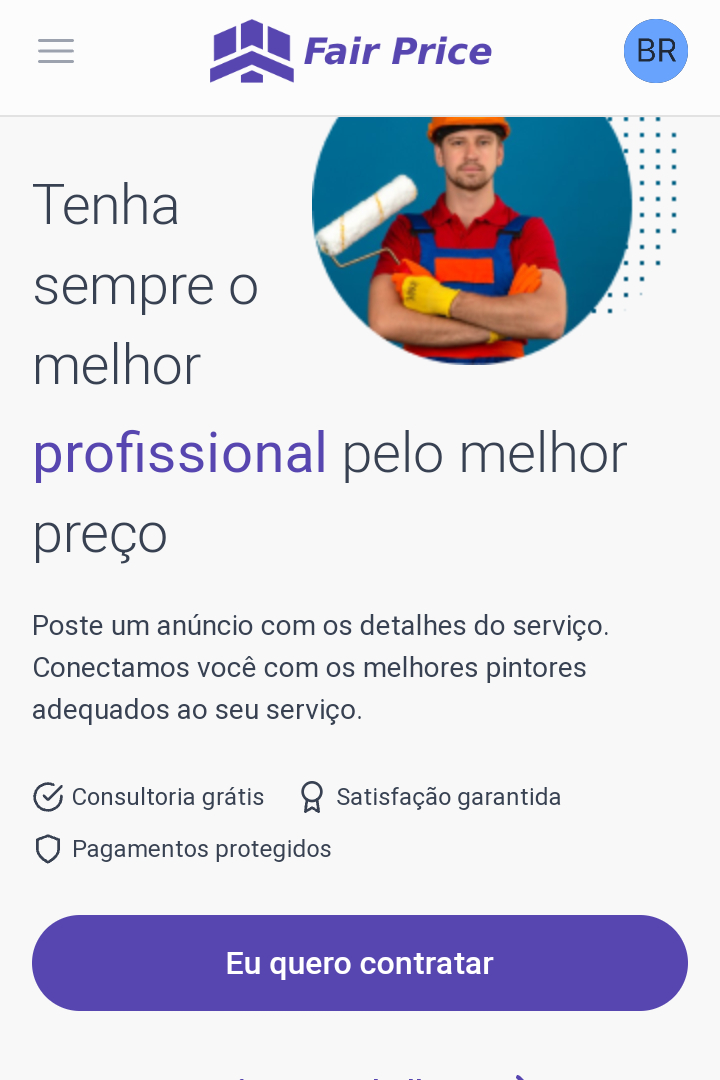 Fair Price
BR
Tenha
sempre o
melhor
profissional pelo melhor
preço
Poste um anúncio com os detalhes do serviço.
Conectamos você com os melhores pintores
adequados ao seu serviço.
Consultoria grátis Satisfação garantida
Pagamentos protegidos
Eu quero contratar